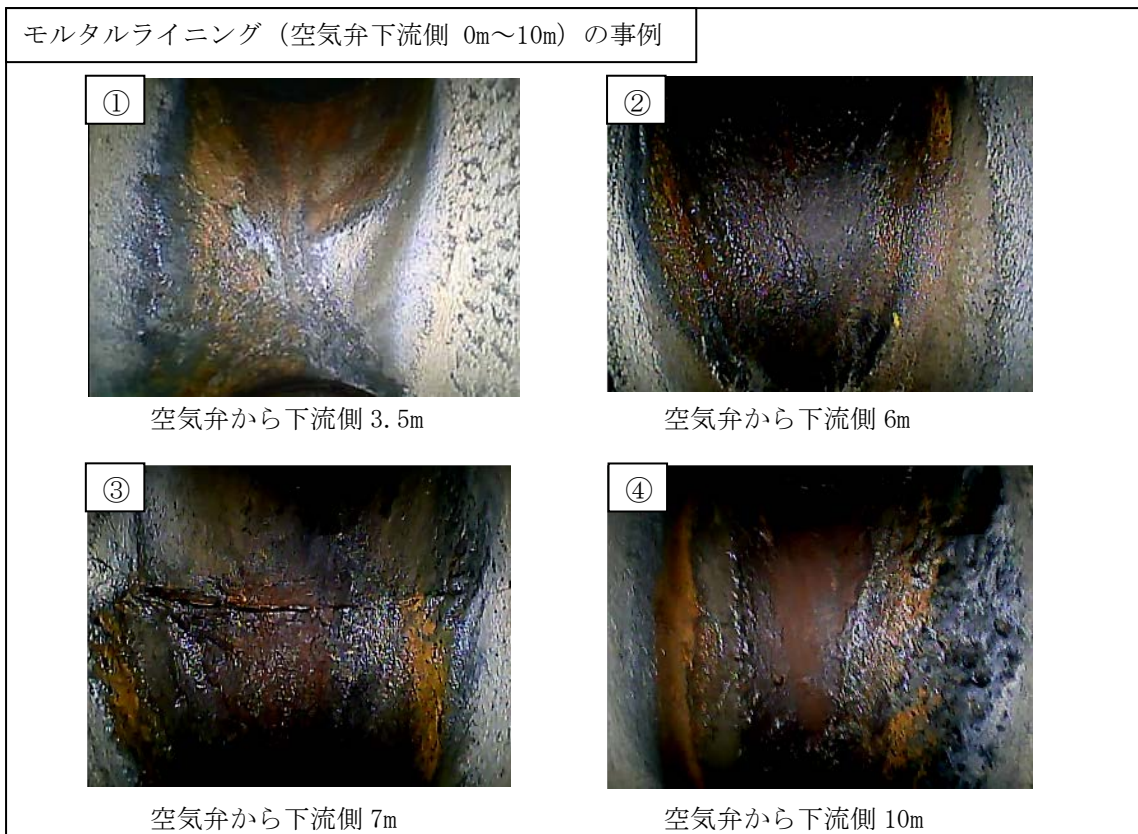 モルタルライニング（空気弁下流側 0m～10m）の事例
①
②
空気弁から下流側 3.5m
空気弁から下流側 6m
③
④
空気弁から下流側 7m
空気弁から下流側 10m